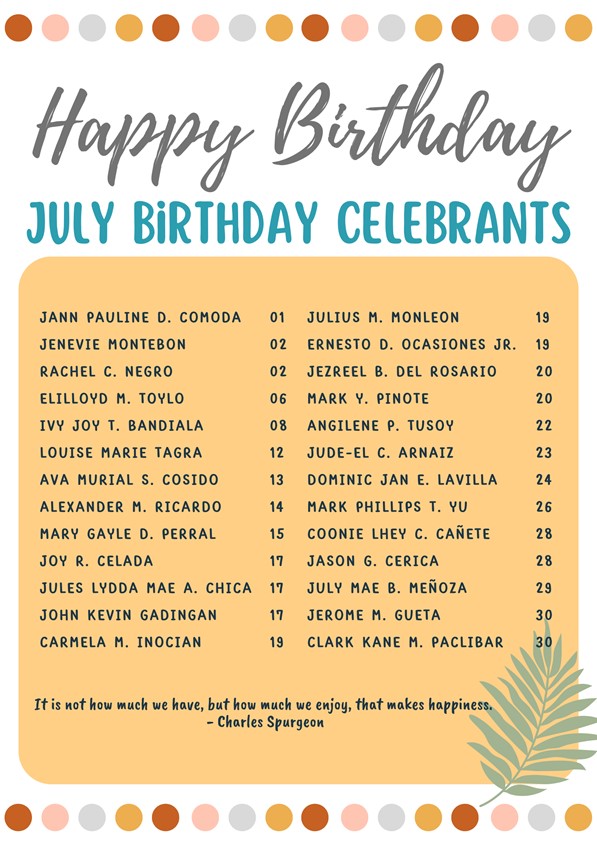 Happy Birthday
JULY BIRTHDAY CELEBRANTS
JANN PAULINE D. COMODA 01
JENEVIE MONTEBON 02
RACHEL C. NEGRO 02
ELILLOYD M. TOYLO 06
IVY JOY T. BANDIALA 08
LOUISE MARIE TAGRA 12
AVA MURIAL S. COSIDO 13
ALEXANDER M. RICARDO 14
MARY GAYLE D. PERRAL 15
JOY R. CELADA 17
JULES LYDDA MAE A. CHICA 17
JOHN KEVIN GADINGAN 17
CARMELA M. INOCIAN 19
JULIUS M. MONLEON 19
ERNESTO D. OCASIONES JR. 19
JEZREEL B. DEL ROSARIO 20
MARK Y. PINOTE 20
ANGILENE P. TUSOY 22
JUDE-EL C. ARNAIZ 23
DOMINIC JAN E. LAVILLA 24
MARK PHILLIPS T. YU 26
COONIE LHEY C. CAÑETE 28
JASON G. CERICA 28
JULY MAE B. MEÑOZA 29
JEROME M. GUETA 30
CLARK KANE M. PACLIBAR 30
It is not how much we have, but how much we enjoy, that makes happiness.
- Charles Spurgeon